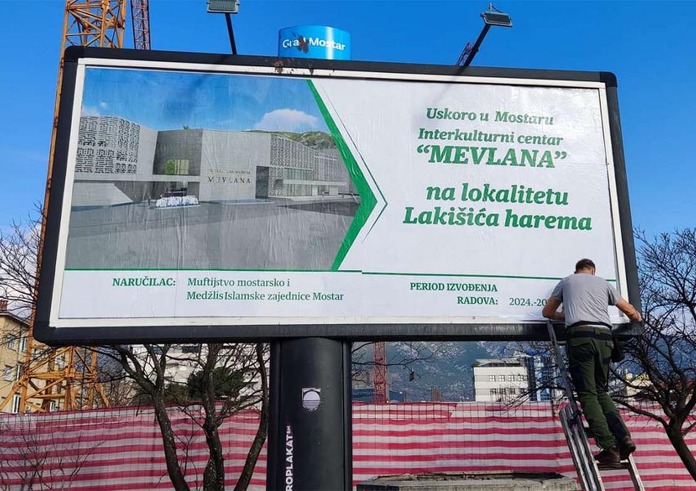 Grad Mostar
Uskoro u Mostaru
Interkulturni centar
“MEVLANA”
na lokalitetu
Lakišića harema
MEVLANA
NARUČILAC: Muftijstvo mostarsko i
Medžlis Islamske zajednice Mostar
PERIOD IZVOĐENJA
RADOVA: 2024.-20
ROPLAKAT